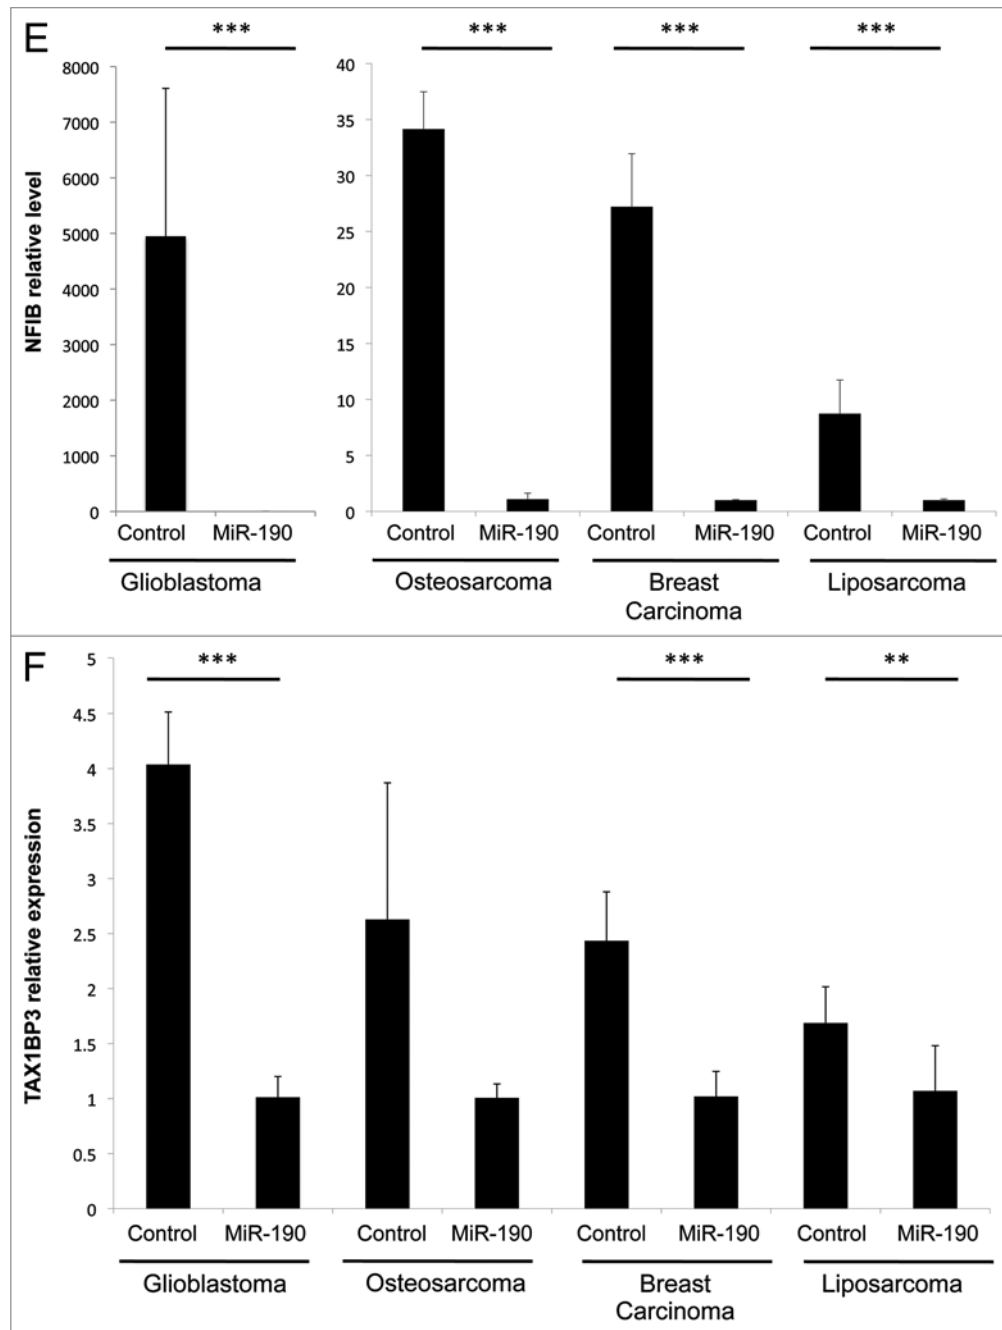 E
*** *** *** ***
NFIB relative level
8000
7000
6000
5000
4000
3000
2000
1000
0
40
35
30
25
20
15
10
5
0
Control MiR-190 Control MiR-190 Control MiR-190 Control MiR-190
Glioblastoma Osteosarcoma Breast Liposarcoma
Carcinoma
F
*** *** **
TAX1BP3 relative expression
5
4.5
4
3.5
3
2.5
2
1.5
1
0.5
0
Control MiR-190 Control MiR-190 Control MiR-190 Control MiR-190
Glioblastoma Osteosarcoma Breast Liposarcoma
Carcinoma